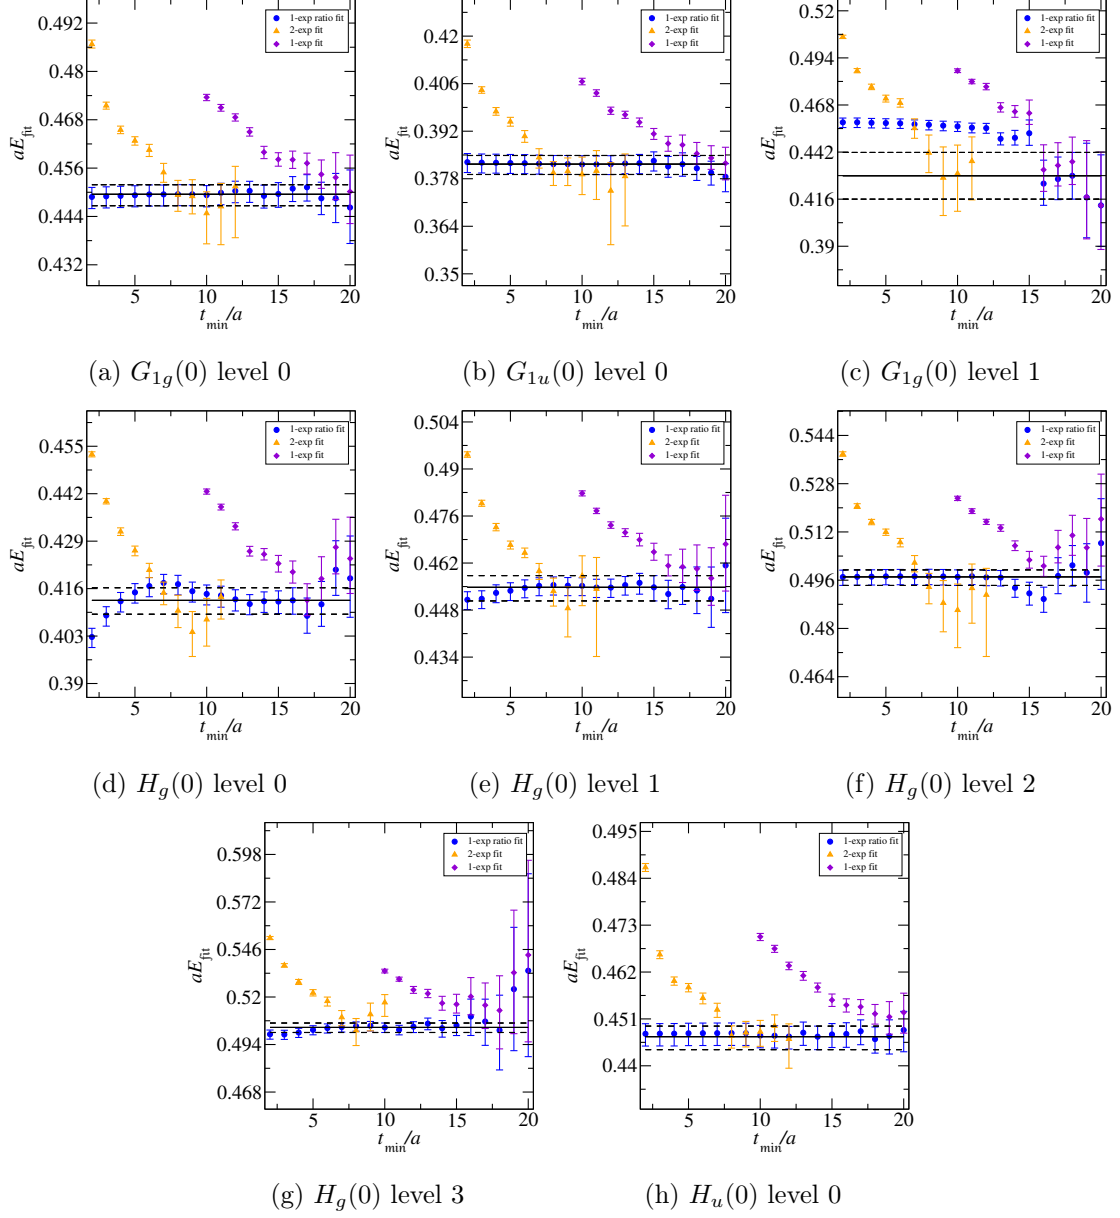 0.492
0.48
0.468
0.456
0.444
0.432
aE_fit
5 10 15 20
t_min/a
1-exp ratio fit
2-exp fit
1-exp fit
(a) G_{1g}(0) level 0
0.42
0.406
0.392
0.378
0.364
0.35
aE_fit
5 10 15 20
t_min/a
1-exp ratio fit
2-exp fit
1-exp fit
(b) G_{1u}(0) level 0
0.52
0.494
0.468
0.442
0.416
0.39
aE_fit
5 10 15 20
t_min/a
1-exp ratio fit
2-exp fit
1-exp fit
(c) G_{1g}(0) level 1
0.455
0.442
0.429
0.416
0.403
0.39
aE_fit
5 10 15 20
t_min/a
1-exp ratio fit
2-exp fit
1-exp fit
(d) H_g(0) level 0
0.504
0.49
0.476
0.462
0.448
0.434
aE_fit
5 10 15 20
t_min/a
1-exp ratio fit
2-exp fit
1-exp fit
(e) H_g(0) level 1
0.544
0.528
0.512
0.496
0.48
0.464
aE_fit
5 10 15 20
t_min/a
1-exp ratio fit
2-exp fit
1-exp fit
(f) H_g(0) level 2
0.598
0.572
0.546
0.52
0.494
0.468
aE_fit
5 10 15 20
t_min/a
1-exp ratio fit
2-exp fit
1-exp fit
(g) H_g(0) level 3
0.495
0.484
0.473
0.462
0.451
0.44
aE_fit
5 10 15 20
t_min/a
1-exp ratio fit
2-exp fit
1-exp fit
(h) H_u(0) level 0